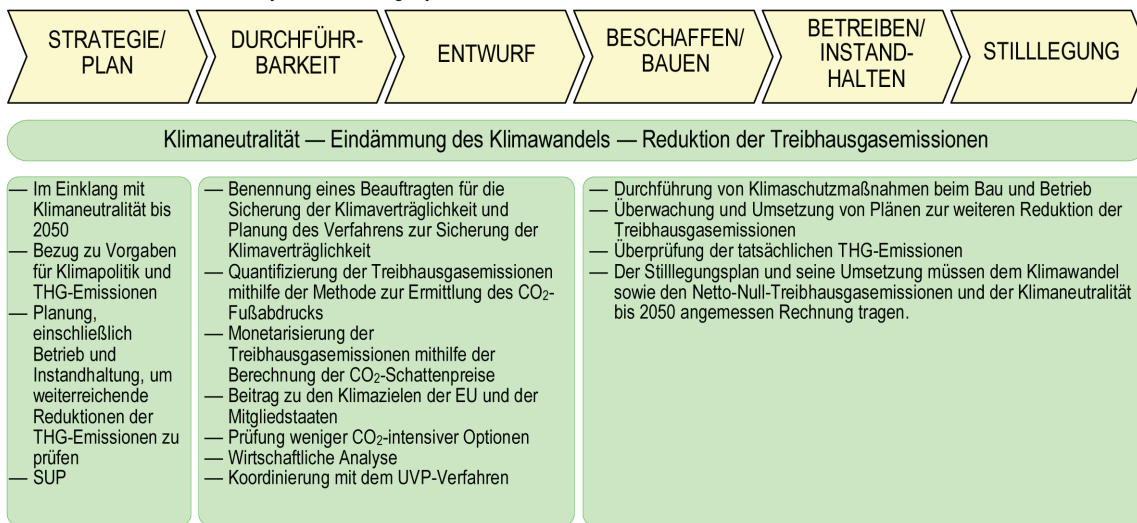 STRATEGIE/
PLAN
DURCHFÜHR-
BARKEIT
ENTWURF
BESCHAFFEN/
BAUEN
BETREIBEN/
INSTAND-
HALTEN
STILLLEGUNG
Klimaneutralität — Eindämmung des Klimawandels — Reduktion der Treibhausgasemissionen
— Im Einklang mit
Klimaneutralität bis
2050
— Bezug zu Vorgaben
für Klimapolitik und
THG-Emissionen
— Planung,
einschließlich
Betrieb und
Instandhaltung, um
weiterreichende
Reduktionen der
THG-Emissionen zu
prüfen
— SUP
— Benennung eines Beauftragten für die
Sicherung der Klimaverträglichkeit und
Planung des Verfahrens zur Sicherung der
Klimaverträglichkeit
— Quantifizierung der Treibhausgasemissionen
mithilfe der Methode zur Ermittlung des CO₂-
Fußabdrucks
— Monetarisierung der
Treibhausgasemissionen mithilfe der
Berechnung der CO₂-Schattenpreise
— Beitrag zu den Klimazielen der EU und der
Mitgliedstaaten
— Prüfung weniger CO₂-intensiver Optionen
— Wirtschaftliche Analyse
— Koordinierung mit dem UVP-Verfahren
— Durchführung von Klimaschutzmaßnahmen beim Bau und Betrieb
— Überwachung und Umsetzung von Plänen zur weiteren Reduktion der
Treibhausgasemissionen
— Überprüfung der tatsächlichen THG-Emissionen
— Der Stilllegungsplan und seine Umsetzung müssen dem Klimawandel
sowie den Netto-Null-Treibhausgasemissionen und der Klimaneutralität
bis 2050 angemessen Rechnung tragen.